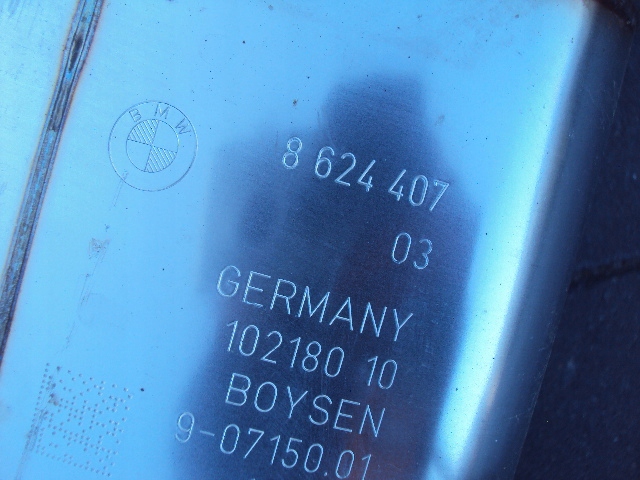 BMW
8 624 407
03
GERMANY
102180 10
BOYSEN
9-07150.01